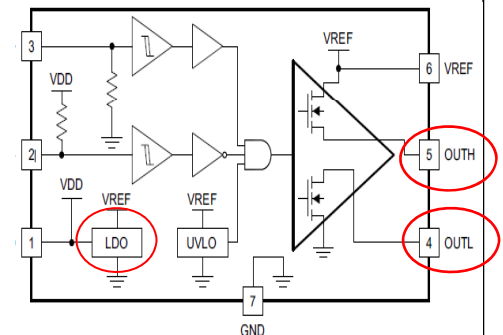 3
VREF
VDD
6 VREF
2
5 OUTH
VDD
VREF
VREF
1
LDO
UVLO
4 OUTL
7
GND